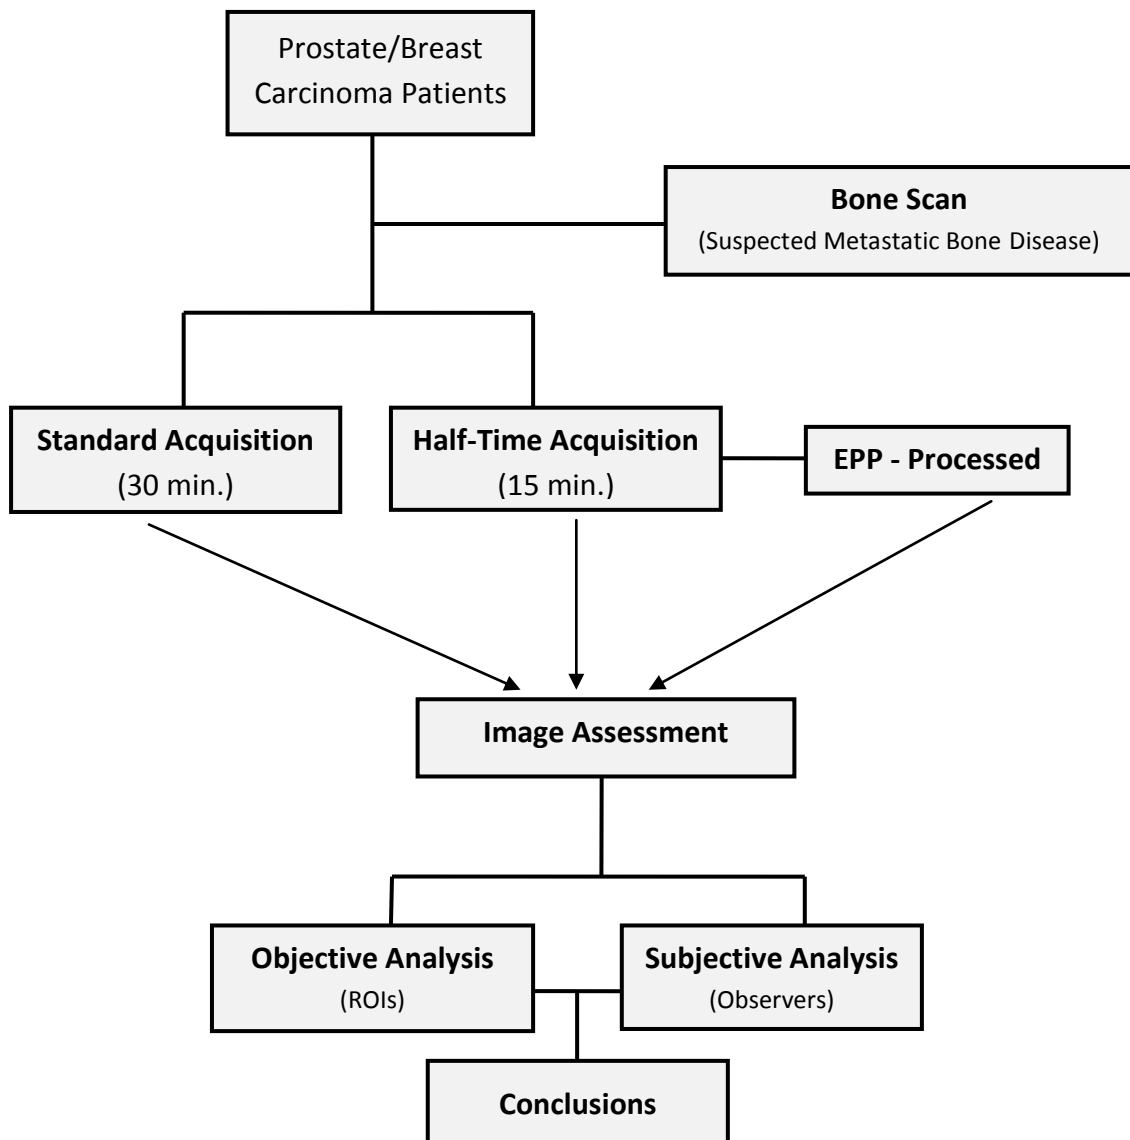 Prostate/Breast
Carcinoma Patients
Bone Scan
(Suspected Metastatic Bone Disease)
Standard Acquisition
(30 min.)
Half-Time Acquisition
(15 min.)
EPP - Processed
Image Assessment
Objective Analysis
(ROIs)
Subjective Analysis
(Observers)
Conclusions